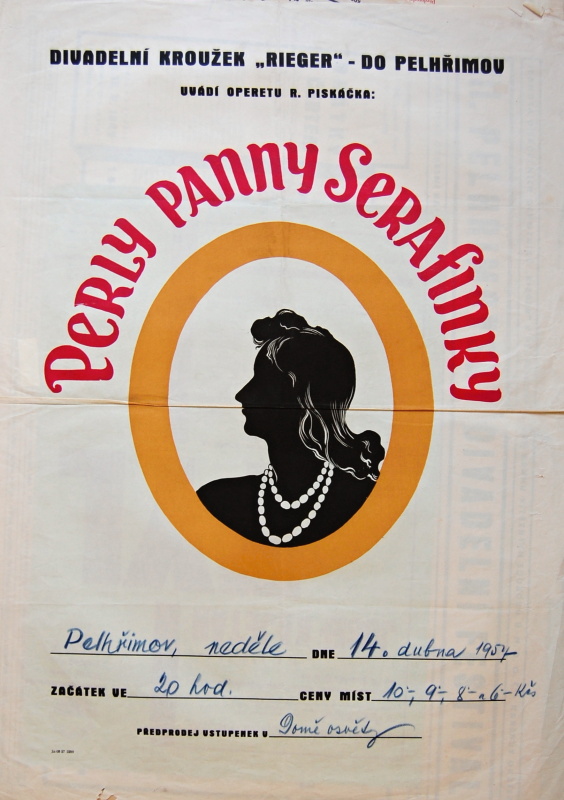 DIVADELNÍ KROUŽEK „RIEGER“ - DO PELHŘIMOV
UVÁDÍ OPERETU R. PISKÁČKA:
PERLY PANNY SERAFINKY
Pelhřimov, neděle DNE 14. dubna 1957
ZAČÁTEK VE 20 hod. CENY MÍST 10-, 9-, 8- a 6- Kčs
PŘEDPRODEJ VSTUPENEK V Domě osvěty